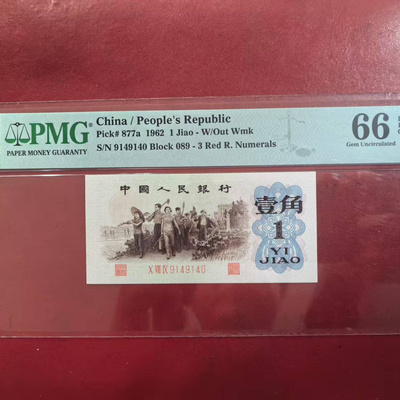 PMG
PAPER MONEY GUARANTY
China / People's Republic
Pick# 877a 1962 1 Jiao - W/Out Wmk
S/N 9149140 Block 089 - 3 Red R. Numerals
66
Gem Uncirculated
中國人民銀行
壹角
1
YI
JIAO
X VIII IX 9149140